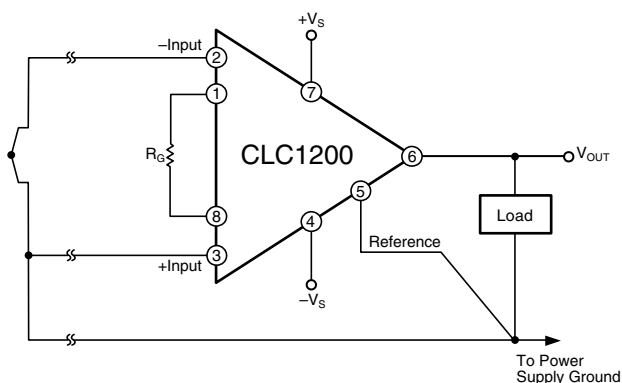 +VS
–Input
2
1
7
RG
CLC1200
6
VOUT
5
8
4
Load
Reference
3
+Input
–VS
To Power
Supply Ground